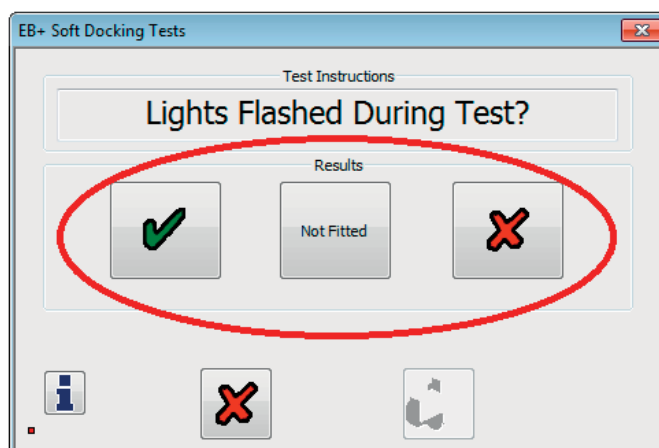 EB+ Soft Docking Tests
Test Instructions
Lights Flashed During Test?
Results
Not Fitted